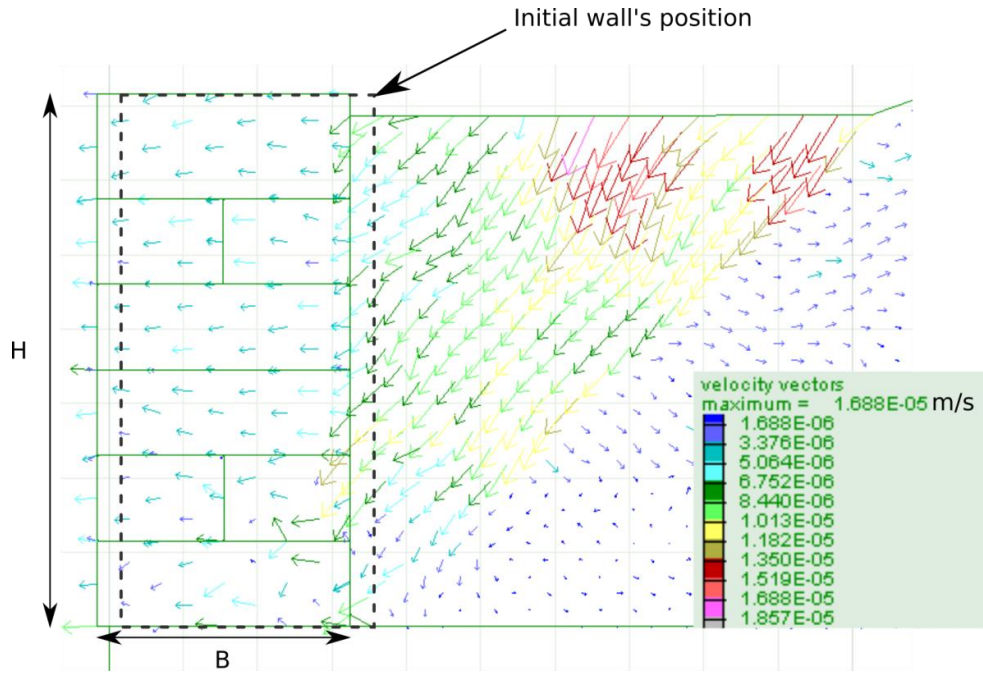 Initial wall's position
H
B
velocity vectors
maximum = 1.688E-05 m/s
1.688E-06
3.376E-06
5.064E-06
6.752E-06
8.440E-06
1.013E-05
1.182E-05
1.350E-05
1.519E-05
1.688E-05
1.857E-05